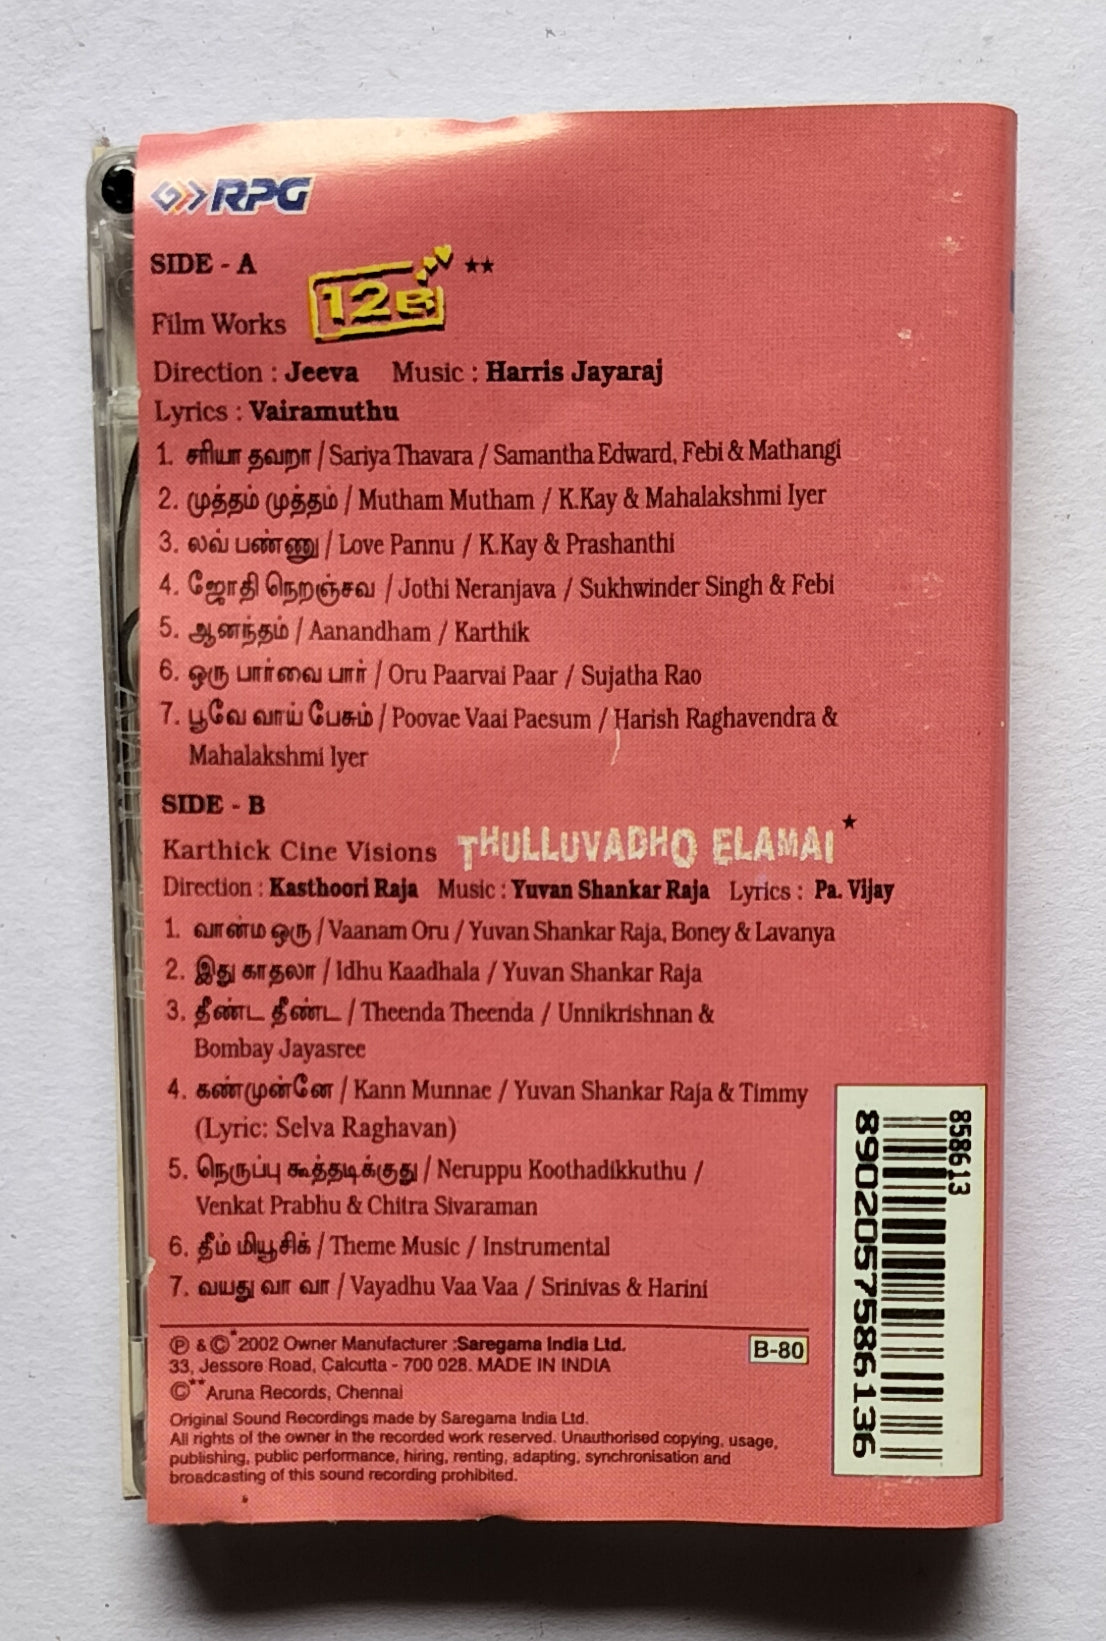 RPG
SIDE - A
Film Works 12B **
Direction : Jeeva Music : Harris Jayaraj
Lyrics : Vairamuthu
1. சரியா தவறா / Sariya Thavara / Samantha Edward, Febi & Mathangi
2. முத்தம் முத்தம் / Mutham Mutham / K.Kay & Mahalakshmi Iyer
3. லவ் பண்ணு / Love Pannu / K.Kay & Prashanthi
4. ஜோதி நெறஞ்சவ / Jothi Neranjava / Sukhwinder Singh & Febi
5. ஆனந்தம் / Aanandham / Karthik
6. ஒரு பார்வை பார் / Oru Paarvai Paar / Sujatha Rao
7. பூவே வாய் பேசும் / Poovae Vaai Paesum / Harish Raghavendra &
Mahalakshmi Iyer
SIDE - B
Karthick Cine Visions THULLUVADHO ELAMAI *
Direction : Kasthoori Raja Music : Yuvan Shankar Raja Lyrics : Pa. Vijay
1. வான்ம ஒரு / Vaanam Oru / Yuvan Shankar Raja, Boney & Lavanya
2. இது காதலா / Idhu Kaadhala / Yuvan Shankar Raja
3. தீண்ட தீண்ட / Theenda Theenda / Unnikrishnan &
Bombay Jayasree
4. கண்முன்னே / Kann Munnae / Yuvan Shankar Raja & Timmy
(Lyric: Selva Raghavan)
5. நெருப்பு கூத்தடிக்குது / Neruppu Koothadikkuthu /
Venkat Prabhu & Chitra Sivaraman
6. தீம் மியூசிக் / Theme Music / Instrumental
7. வயது வா வா / Vayadhu Vaa Vaa / Srinivas & Harini
℗ & ©* 2002 Owner Manufacturer :Saregama India Ltd.
33, Jessore Road, Calcutta - 700 028. MADE IN INDIA
B-80
©** Aruna Records, Chennai
Original Sound Recordings made by Saregama India Ltd.
All rights of the owner in the recorded work reserved. Unauthorised copying, usage,
publishing, public performance, hiring, renting, adapting, synchronisation and
broadcasting of this sound recording prohibited.
858613
8902057586136